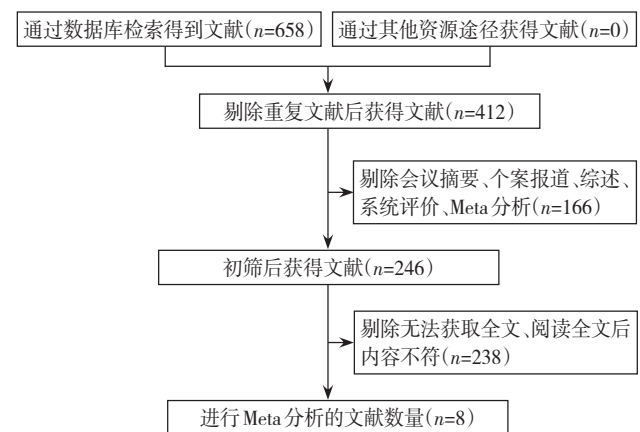 通过数据库检索得到文献(n=658)
通过其他资源途径获得文献(n=0)
剔除重复文献后获得文献(n=412)
剔除会议摘要、个案报道、综述、
系统评价、Meta分析(n=166)
初筛后获得文献(n=246)
剔除无法获取全文、阅读全文后
内容不符(n=238)
进行Meta分析的文献数量(n=8)